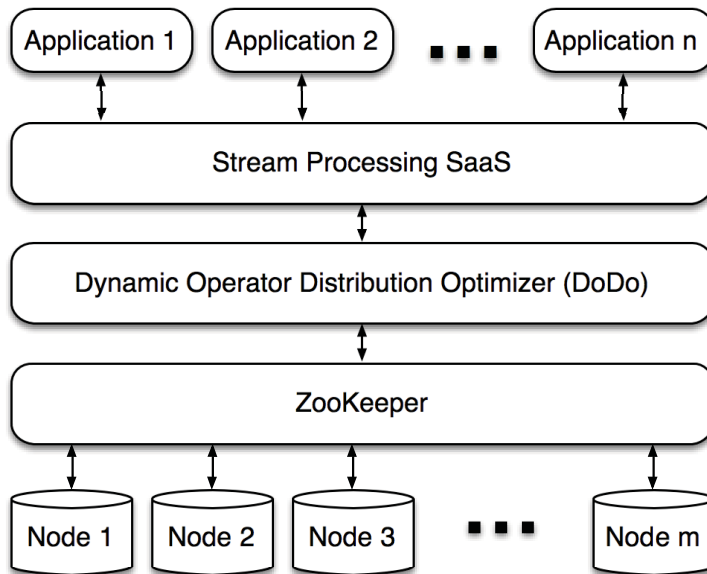 Application 1 Application 2 Application n
Stream Processing SaaS
Dynamic Operator Distribution Optimizer (DoDo)
ZooKeeper
Node 1 Node 2 Node 3 Node m